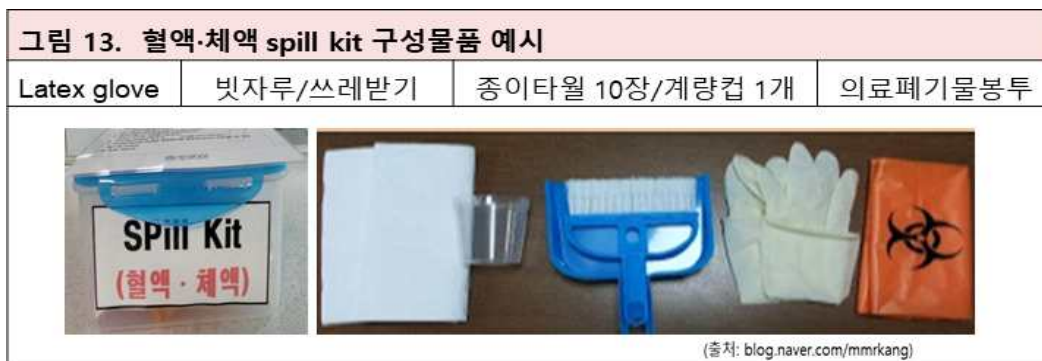 그림 13. 혈액·체액 spill kit 구성물품 예시
Latex glove 빗자루/쓰레받기 종이타월 10장/계량컵 1개 의료폐기물봉투
SPill Kit
(혈액·체액)
(출처: blog.naver.com/mmrkang)